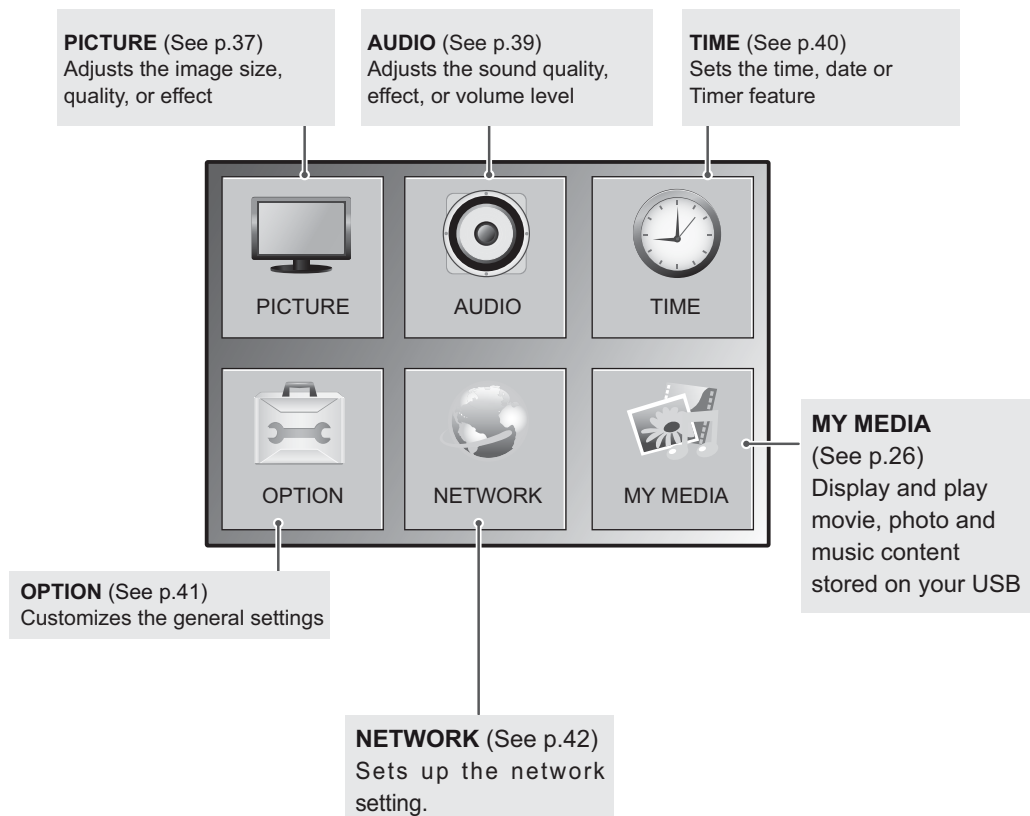 PICTURE (See p.37)
Adjusts the image size,
quality, or effect
AUDIO (See p.39)
Adjusts the sound quality,
effect, or volume level
TIME (See p.40)
Sets the time, date or
Timer feature
PICTURE
AUDIO
TIME
OPTION
NETWORK
MY MEDIA
MY MEDIA
(See p.26)
Display and play
movie, photo and
music content
stored on your USB
OPTION (See p.41)
Customizes the general settings
NETWORK (See p.42)
Sets up the network
setting.